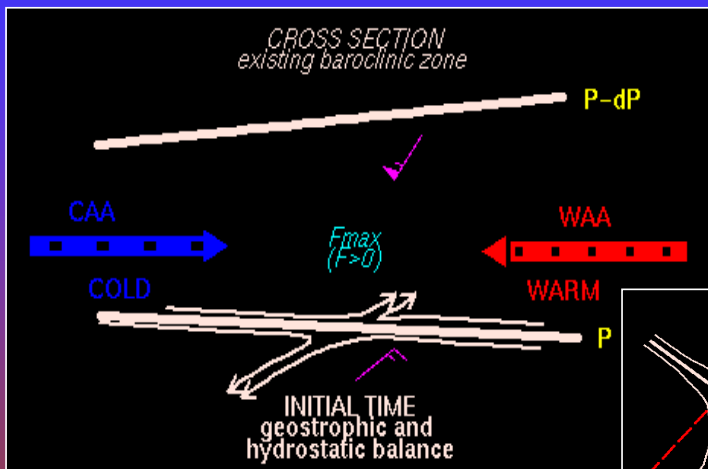 CROSS SECTION
existing baroclinic zone
P-dP
CAA
WAA
Fmax
(F>0)
COLD
WARM
P
INITIAL TIME
geostrophic and
hydrostatic balance